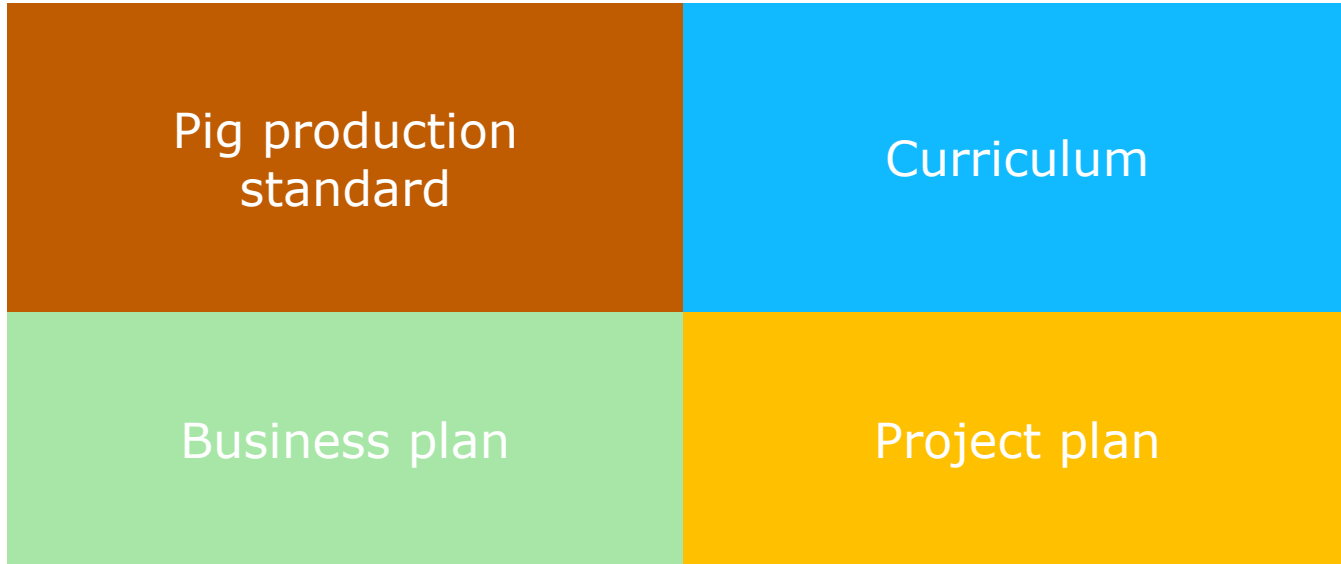 Pig production
standard
Curriculum
Business plan
Project plan